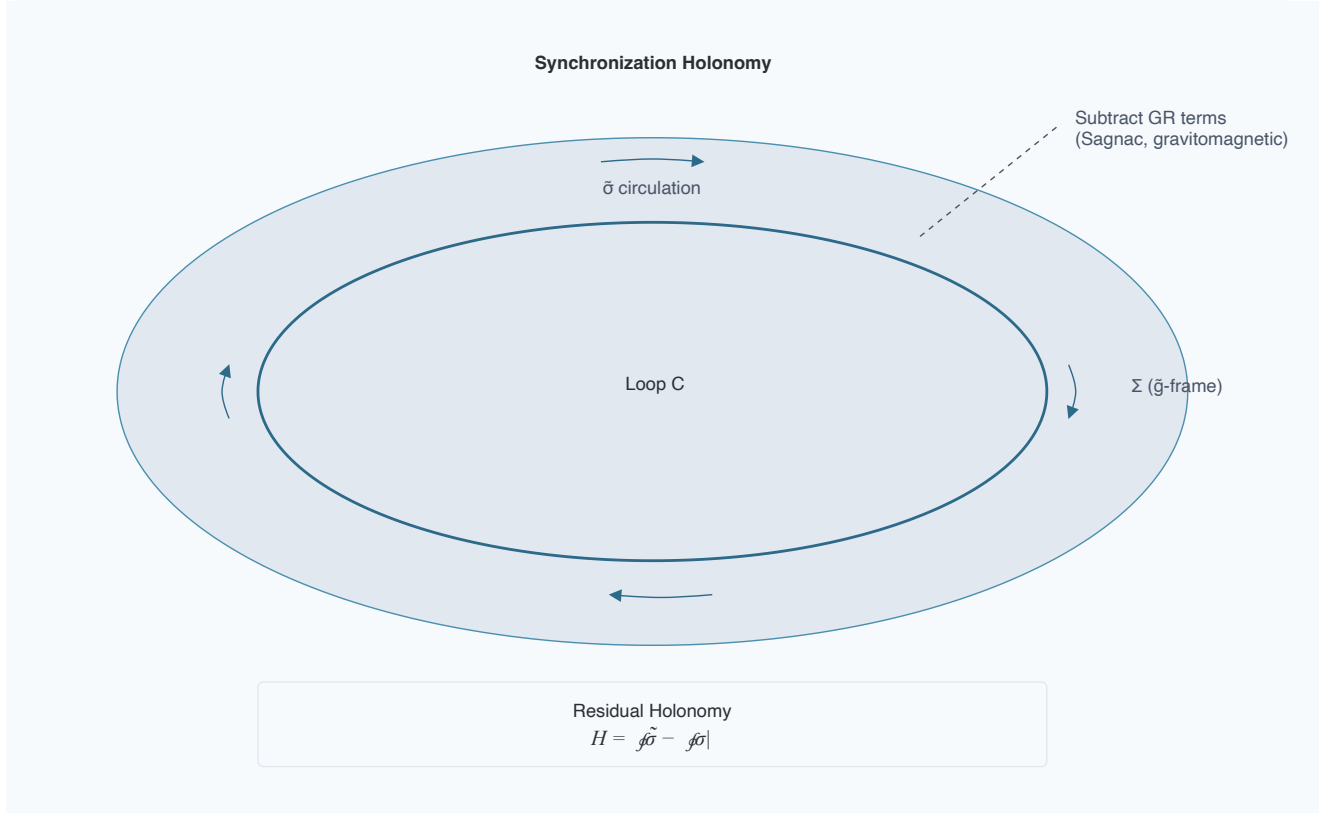 Synchronization Holonomy
Subtract GR terms
(Sagnac, gravitomagnetic)
σ̃ circulation
Loop C
Σ (g̃-frame)
Residual Holonomy
H = ∮σ̃ − ∮σ|